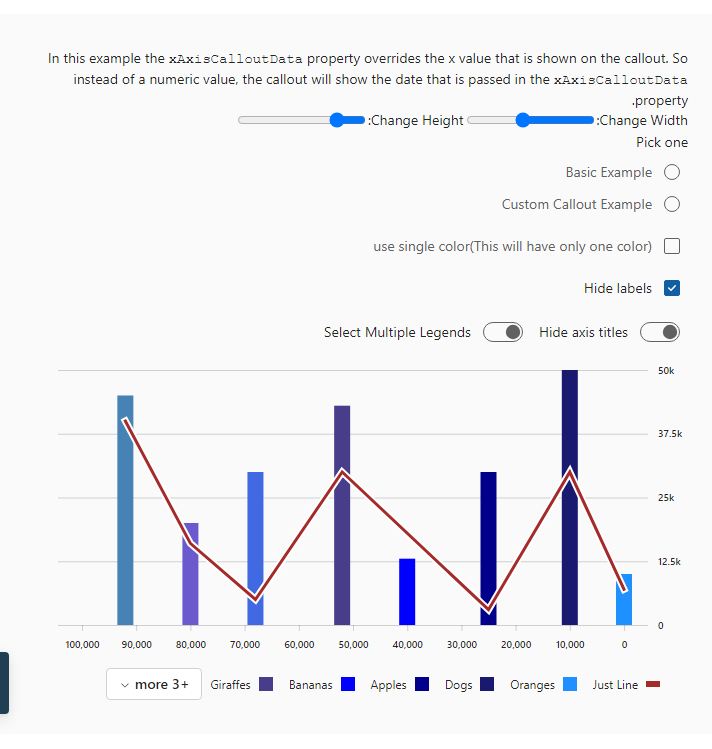 In this example the xAxisCalloutData property overrides the x value that is shown on the callout. So
instead of a numeric value, the callout will show the date that is passed in the xAxisCalloutData
.property
:Change Width :Change Height
Pick one
Basic Example
Custom Callout Example
use single color(This will have only one color)
Hide labels
Hide axis titles Select Multiple Legends
50k
37.5k
25k
12.5k
0
100,000 90,000 80,000 70,000 60,000 50,000 40,000 30,000 20,000 10,000 0
more 3+ Giraffes Bananas Apples Dogs Oranges Just Line